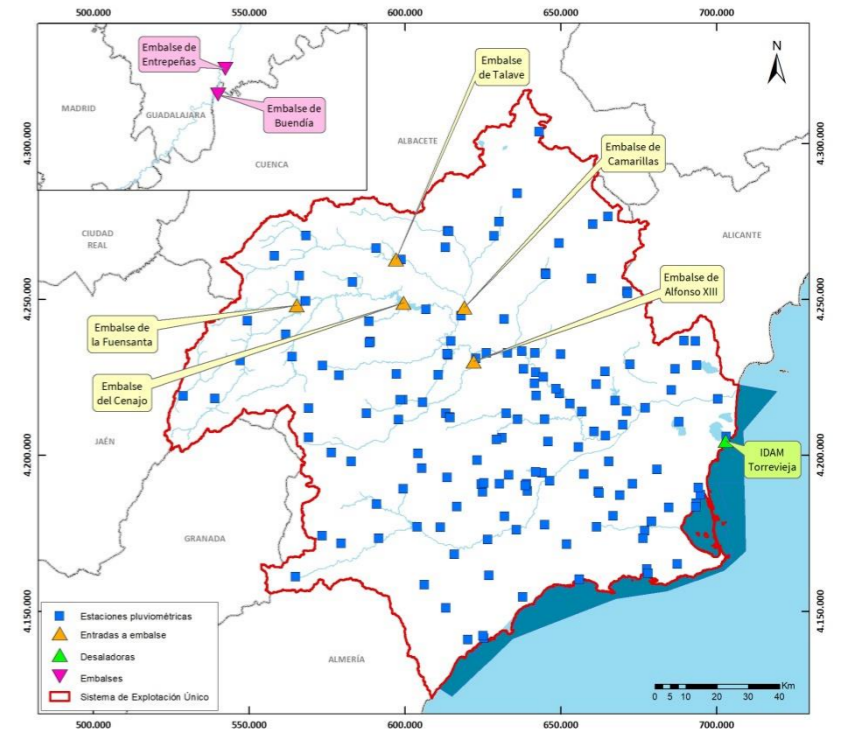 500.000
550.000
600.000
650.000
700.000
Embalse de
Entrepeñas
Embalse de
Buendía
MADRID
GUADALAJARA
CUENCA
Embalse
de Talave
N
ALBACETE
Embalse de
Camarillas
4.300.000
4.300.000
CIUDAD
REAL
ALICANTE
Embalse de
Alfonso XIII
4.250.000
4.250.000
Embalse de
la Fuensanta
Embalse
del Cenajo
JAÉN
IDAM
Torrevieja
4.200.000
4.200.000
GRANADA
Estaciones pluviométricas
Entradas a embalse
Desaladoras
Embalses
Sistema de Explotación Único
4.150.000
4.150.000
ALMERÍA
Km
0 5 10 20 30 40
500.000
550.000
600.000
650.000
700.000